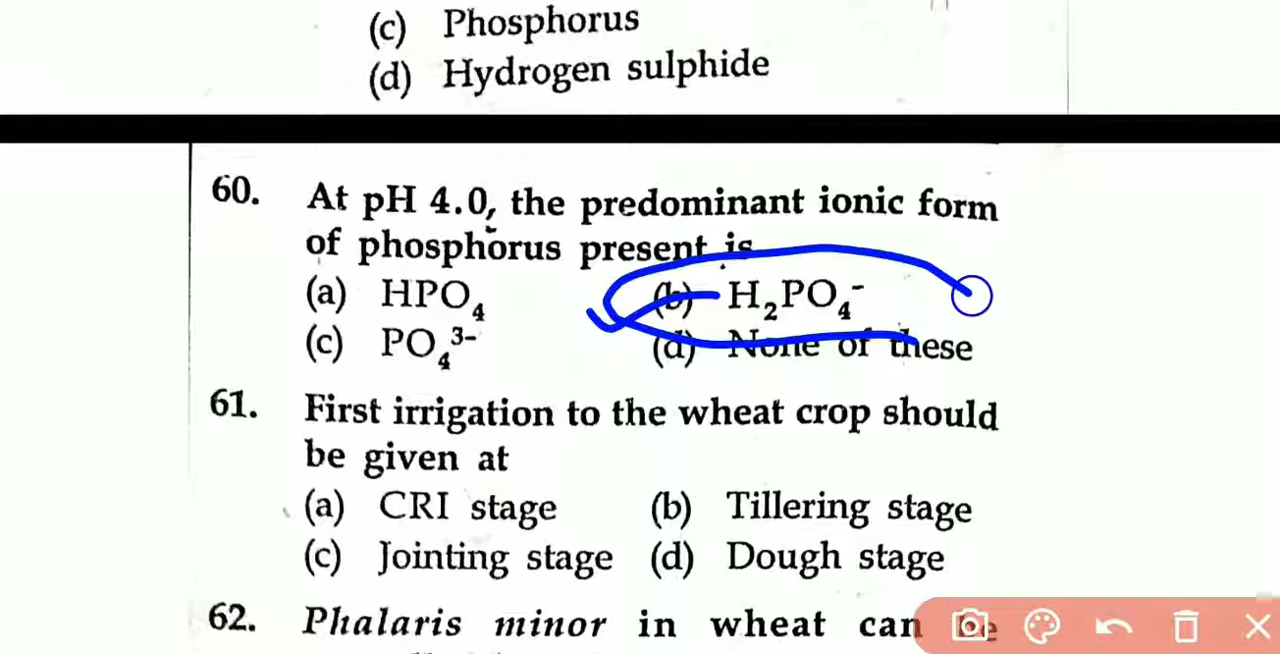 (c) Phosphorus
(d) Hydrogen sulphide
60. At pH 4.0, the predominant ionic form
of phosphorus present is
(a) HPO₄ (b) H₂PO₄⁻
(c) PO₄³⁻ (d) None of these
61. First irrigation to the wheat crop should
be given at
(a) CRI stage (b) Tillering stage
(c) Jointing stage (d) Dough stage
62. Phalaris minor in wheat can be